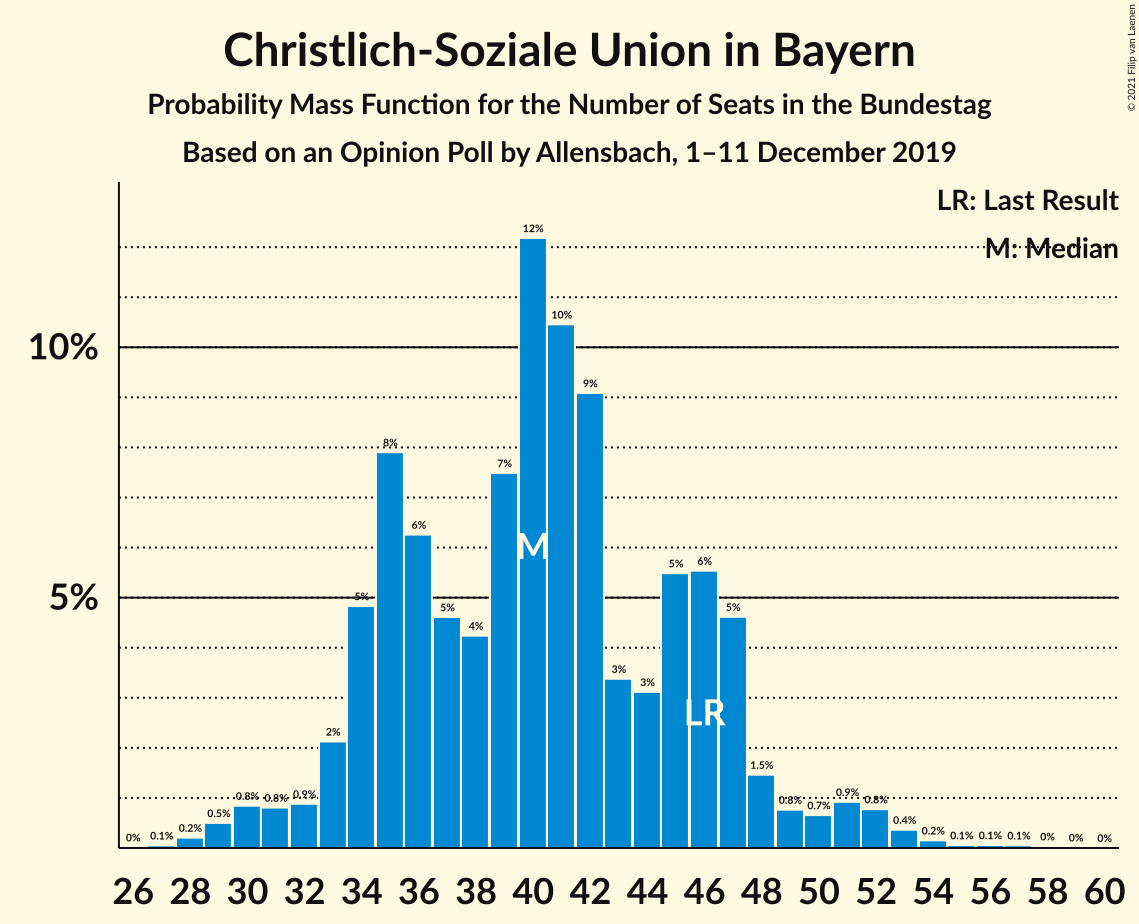 Christlich-Soziale Union in Bayern
Probability Mass Function for the Number of Seats in the Bundestag
Based on an Opinion Poll by Allensbach, 1–11 December 2019
© 2021 Filip van Laenen
LR: Last Result
M: Median
10%
5%
0% 0.1% 0.2% 0.5% 0.8% 0.8% 0.9% 2% 5% 8% 6% 5% 4% 7% 12% 10% 9% 3% 3% 5% 6% 5% 1.5% 0.8% 0.7% 0.9% 0.8% 0.4% 0.2% 0.1% 0.1% 0.1% 0% 0% 0%
M
LR
26 28 30 32 34 36 38 40 42 44 46 48 50 52 54 56 58 60